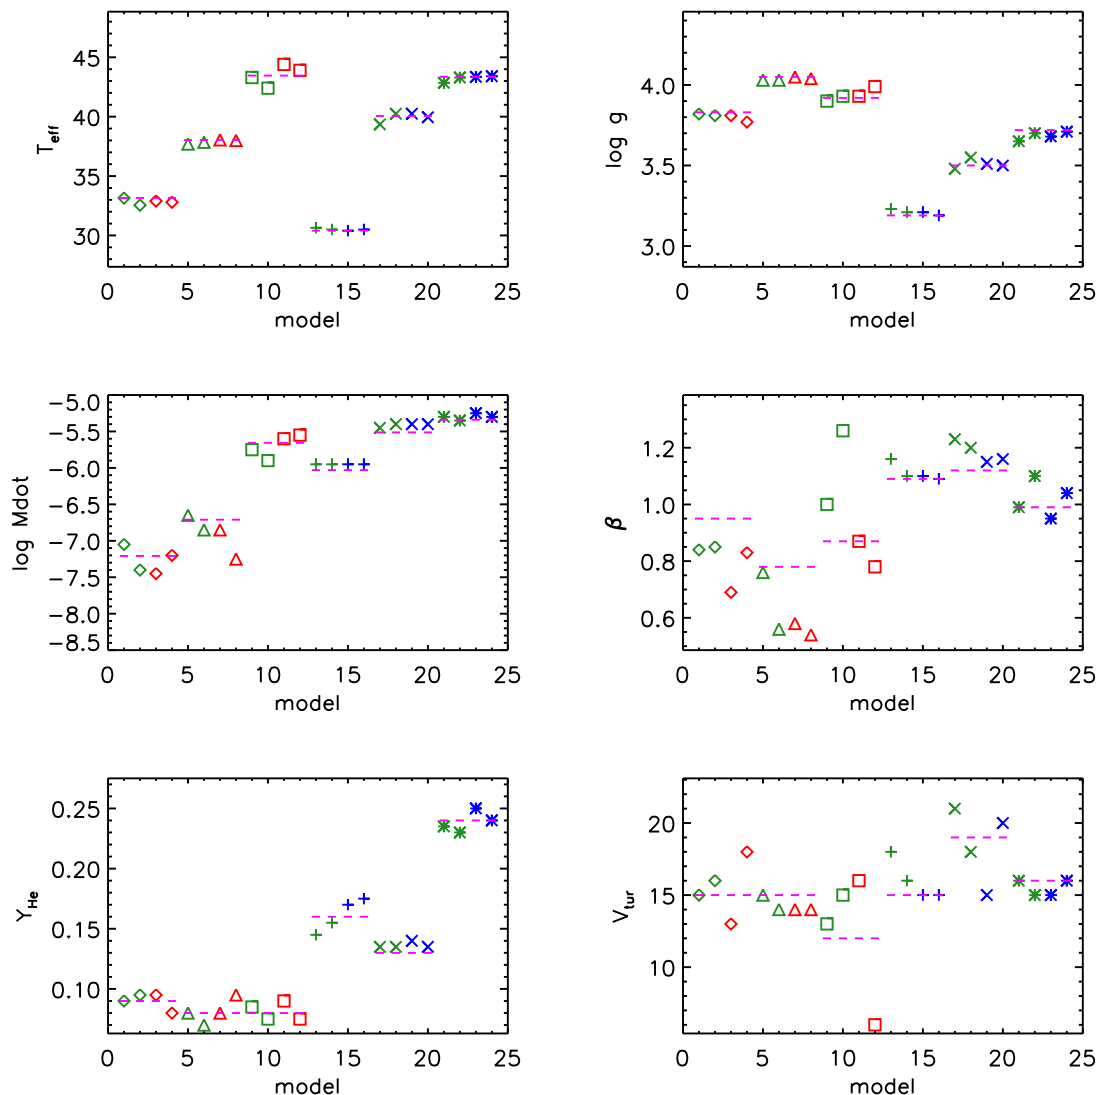 45
40
35
30
T_eff
0 5 10 15 20 25
model
4.0
3.5
3.0
log g
0 5 10 15 20 25
model
−5.0
−5.5
−6.0
−6.5
−7.0
−7.5
−8.0
−8.5
log Mdot
0 5 10 15 20 25
model
1.2
1.0
0.8
0.6
β
0 5 10 15 20 25
model
0.25
0.20
0.15
0.10
Y_He
0 5 10 15 20 25
model
20
15
10
V_tur
0 5 10 15 20 25
model